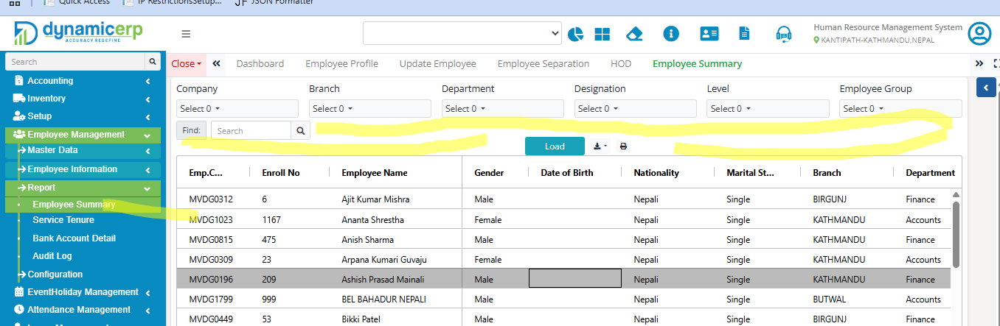 Quick Access IP RestrictionsSetup... JSON Formatter
dynamicerp
ACCURACY REDEFINE
Human Resource Management System
KANTIPATH-KATHMANDU,NEPAL
Search
Accounting
Inventory
Setup
Employee Management
Master Data
Employee Information
Report
Employee Summary
Service Tenure
Bank Account Detail
Audit Log
Configuration
EventHoliday Management
Attendance Management
Close Dashboard Employee Profile Update Employee Employee Separation HOD Employee Summary
Company Branch Department Designation Level Employee Group
Select 0 Select 0 Select 0 Select 0 Select 0 Select 0
Find: Search
Load
Emp.C... Enroll No Employee Name Gender Date of Birth Nationality Marital St... Branch Department
MVDG0312 6 Ajit Kumar Mishra Male Nepali Single BIRGUNJ Finance
MVDG1023 1167 Ananta Shrestha Female Nepali Single KATHMANDU Accounts
MVDG0815 475 Anish Sharma Male Nepali Single KATHMANDU Finance
MVDG0309 23 Arpana Kumari Guvaju Female Nepali Single KATHMANDU Accounts
MVDG0196 209 Ashish Prasad Mainali Male Nepali Single KATHMANDU Finance
MVDG1799 999 BEL BAHADUR NEPALI Male Nepali Single BUTWAL Accounts
MVDG0449 53 Bikki Patel Male Nepali Single BIRGUNJ Finance